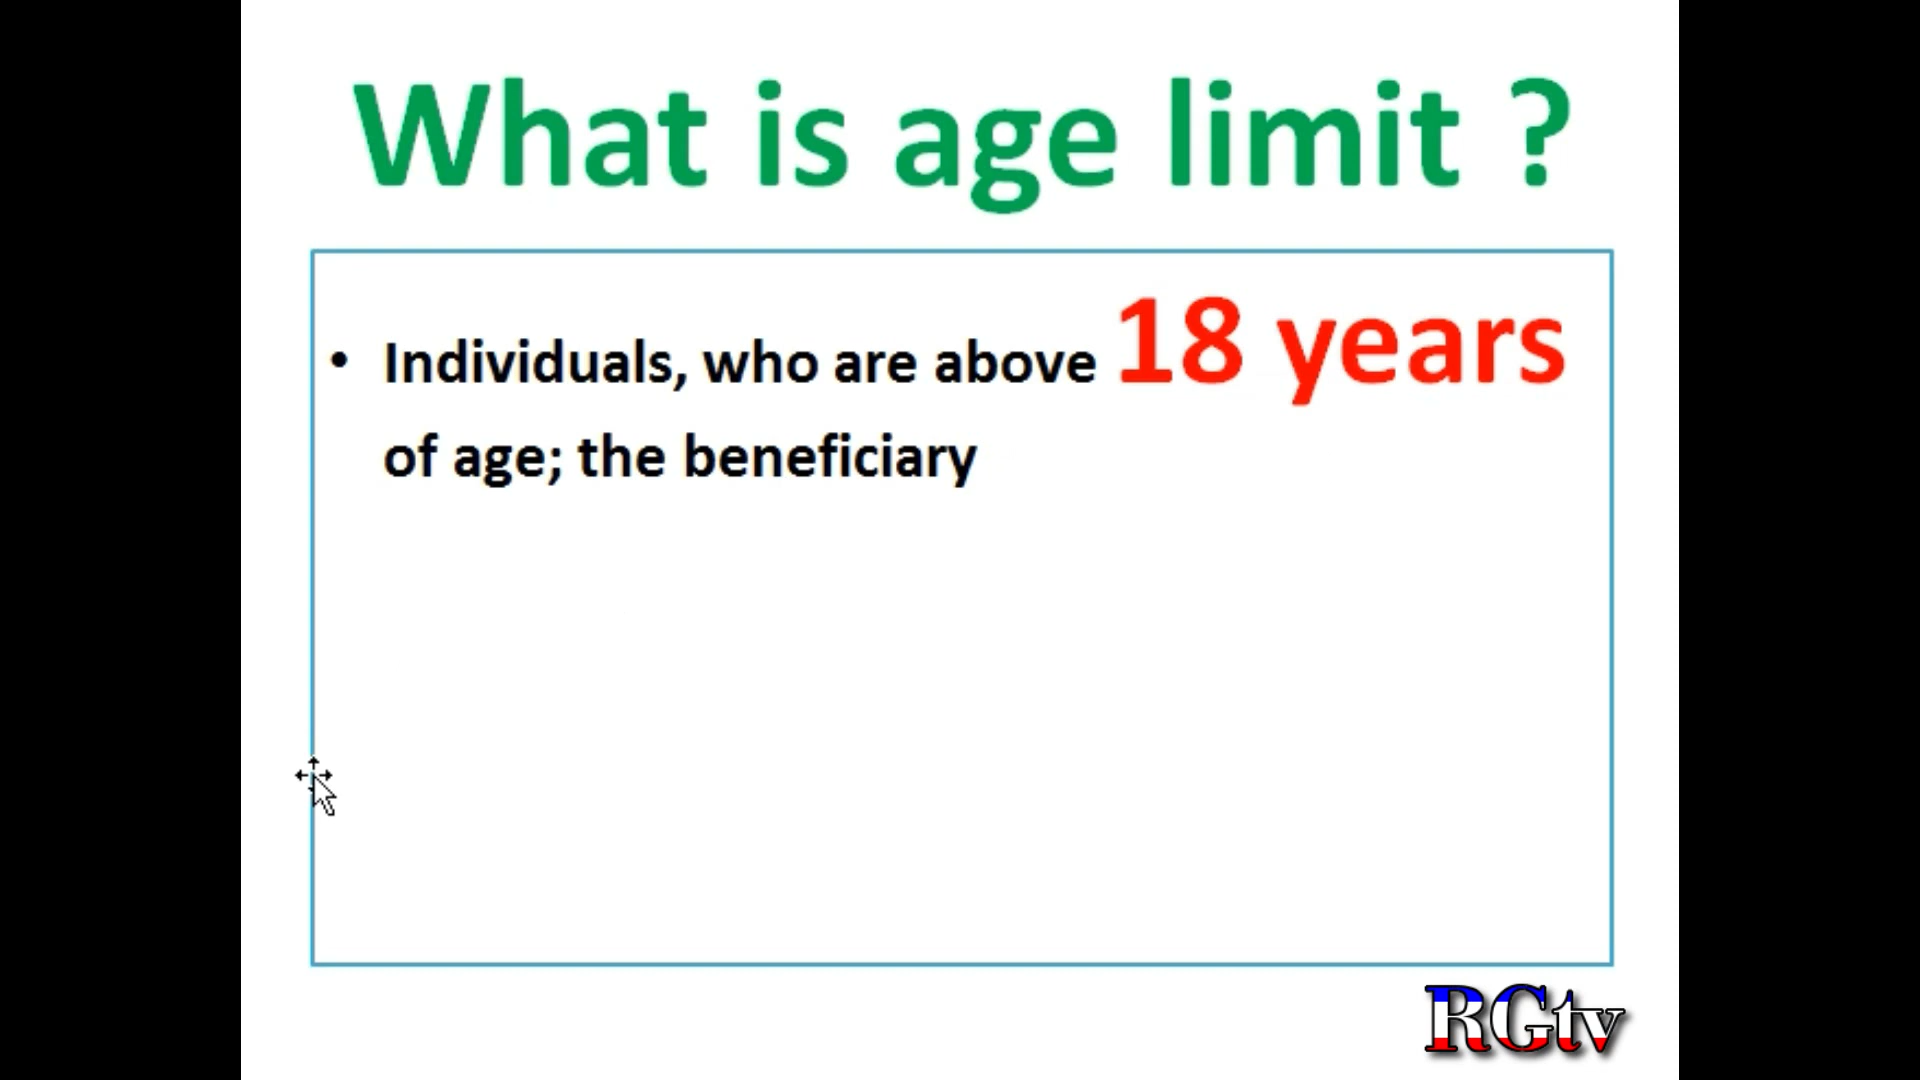 What is age limit ?
• Individuals, who are above 18 years
of age; the beneficiary
RGtv